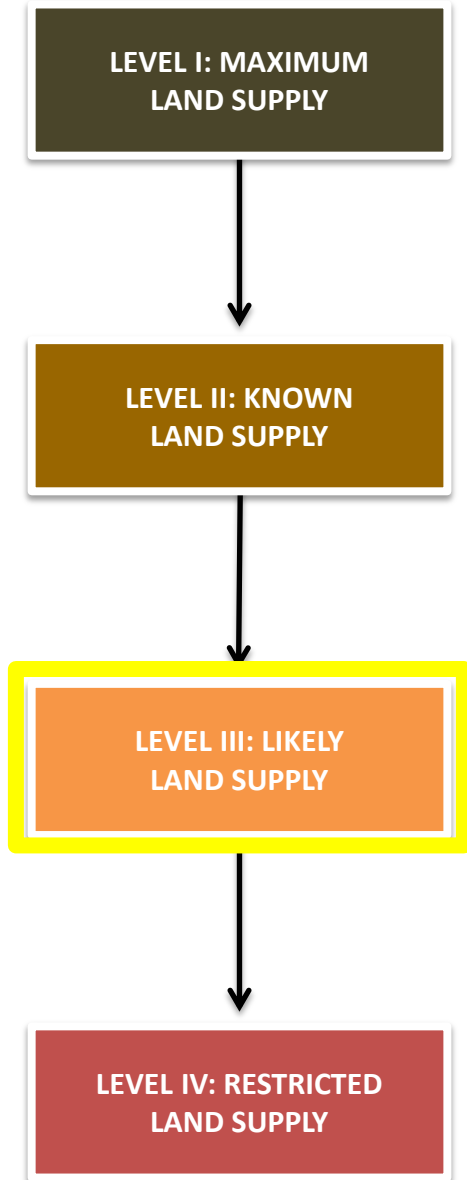 LEVEL I: MAXIMUM
LAND SUPPLY
LEVEL II: KNOWN
LAND SUPPLY
LEVEL III: LIKELY
LAND SUPPLY
LEVEL IV: RESTRICTED
LAND SUPPLY